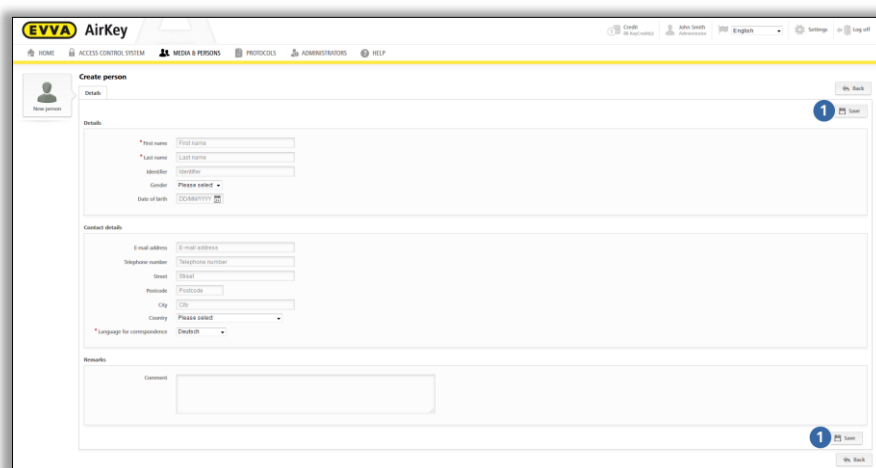 EVVA AirKey
Credit
John Smith
Administrator
English
Settings
Log off
HOME ACCESS CONTROL SYSTEM MEDIA & PERSONS PROTOCOLS ADMINISTRATORS HELP
New person
Create person
Back
Details
1 Save
Details
* First name First name
* Last name Last name
Identifier Identifier
Gender Please select
Date of birth DD/MM/YYYY
Contact details
E-mail address E-mail address
Telephone number Telephone number
Street Street
Postcode Postcode
City City
Country Please select
* Language for correspondence Deutsch
Remarks
Comment
1 Save
Back